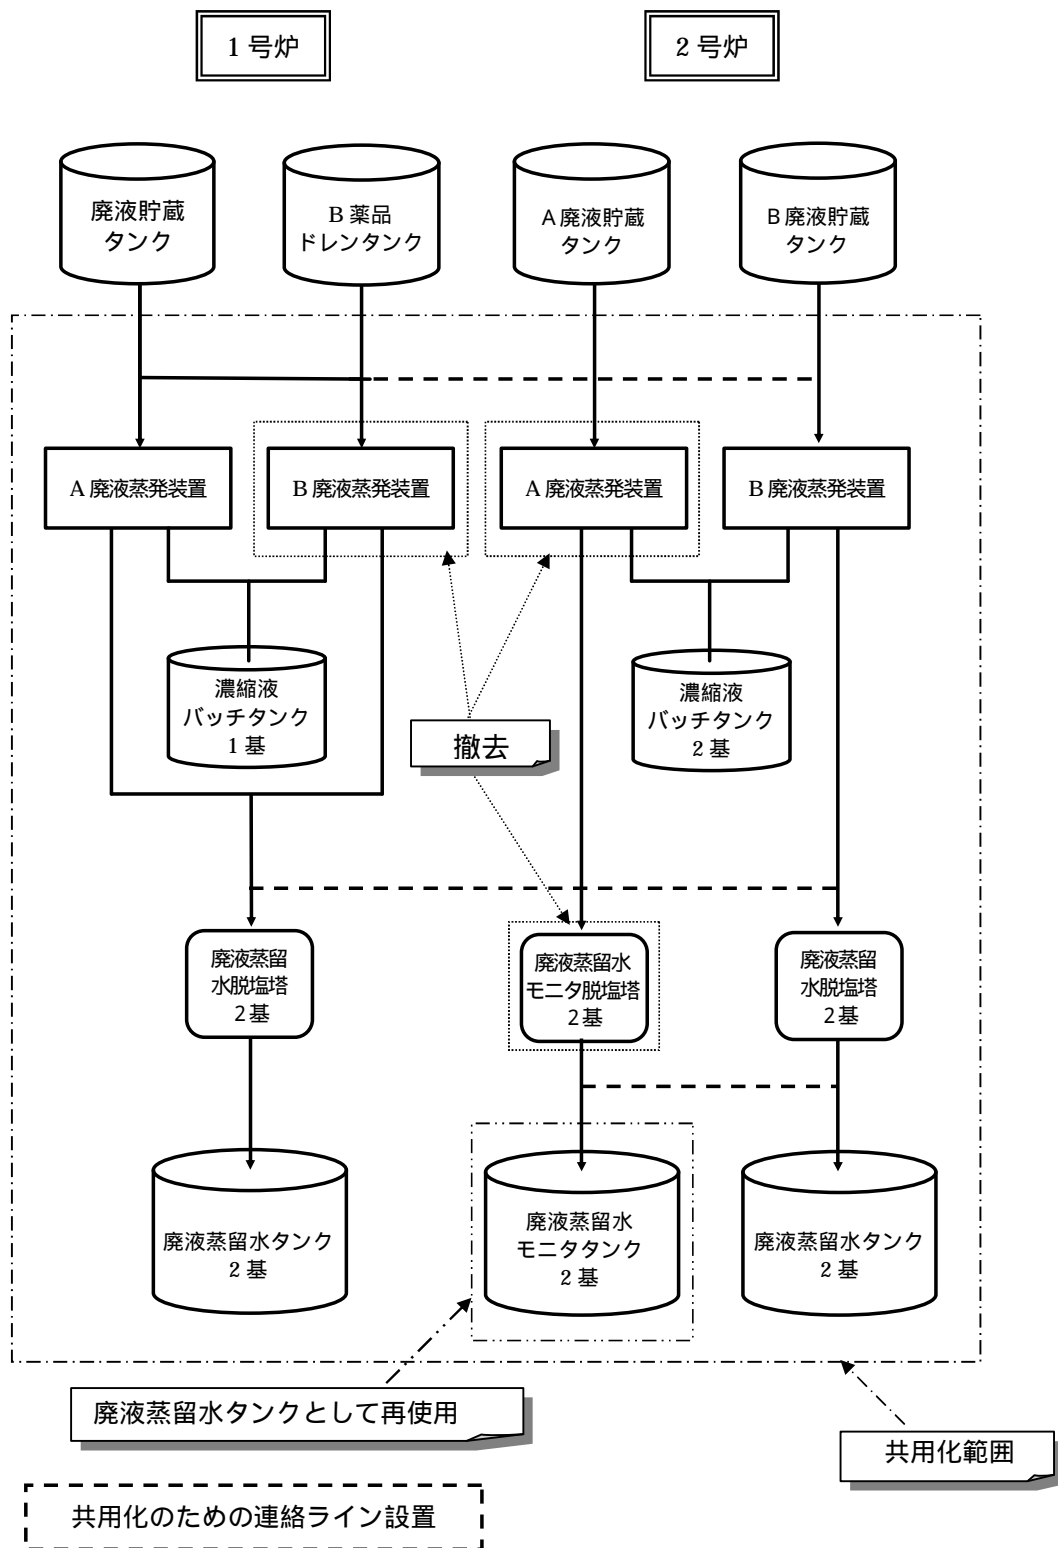 1 号炉
2 号炉
廃液貯蔵
タンク
B 薬品
ドレンタンク
A 廃液貯蔵
タンク
B 廃液貯蔵
タンク
A 廃液蒸発装置
B 廃液蒸発装置
A 廃液蒸発装置
B 廃液蒸発装置
濃縮液
バッチタンク
1 基
撤去
濃縮液
バッチタンク
2 基
廃液蒸留
水脱塩塔
2基
廃液蒸留水
モニタ脱塩塔
2基
廃液蒸留
水脱塩塔
2基
廃液蒸留水タンク
2 基
廃液蒸留水
モニタタンク
2 基
廃液蒸留水タンク
2 基
廃液蒸留水タンクとして再使用
共用化範囲
共用化のための連絡ライン設置